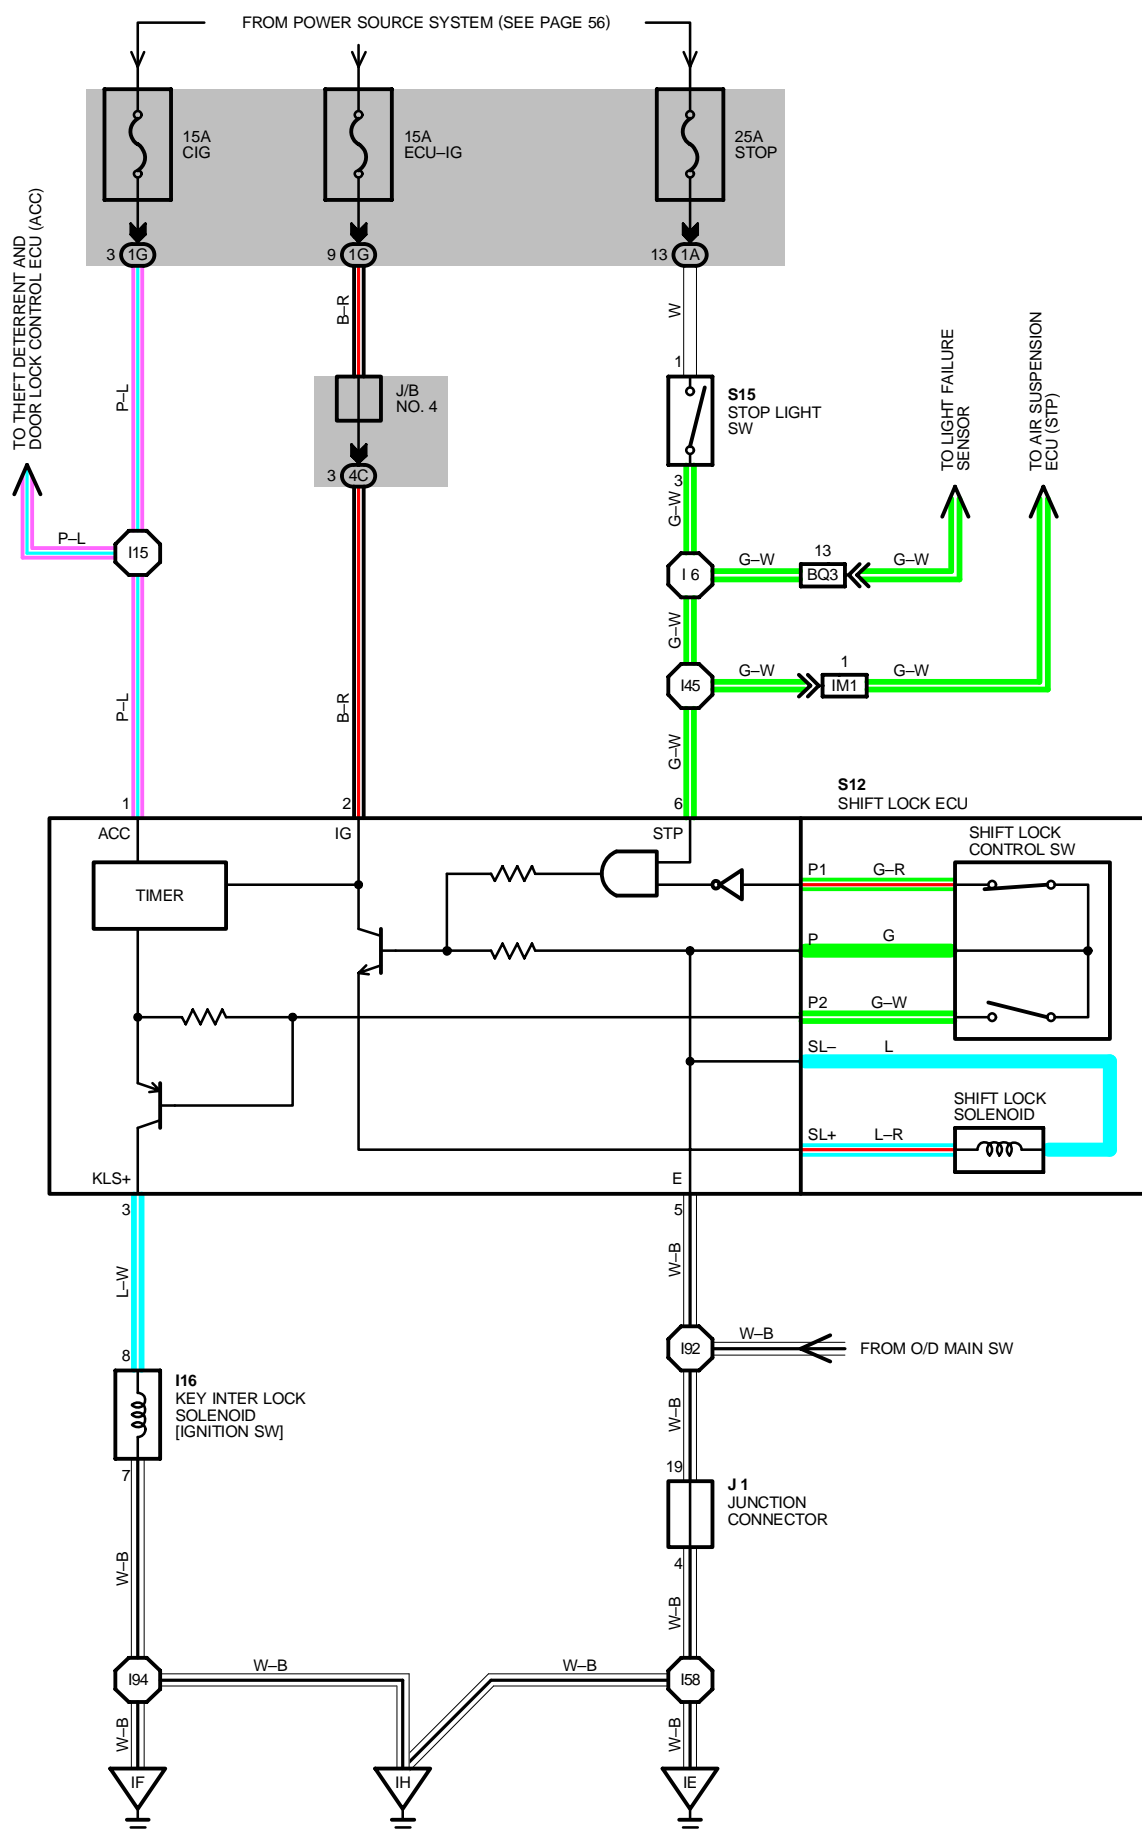 FROM POWER SOURCE SYSTEM (SEE PAGE 56)
15A
CIG
15A
ECU–IG
25A
STOP
3 1G
9 1G
13 1A
TO THEFT DETERRENT AND
DOOR LOCK CONTROL ECU (ACC)
P–L
B–R
W
J/B
NO. 4
3 4C
1
S15
STOP LIGHT
SW
3
TO LIGHT FAILURE
SENSOR
TO AIR SUSPENSION
ECU (STP)
P–L
I15
G–W
I 6
G–W
13
BQ3
G–W
G–W
I45
G–W
1
IM1
G–W
P–L
B–R
G–W
1
2
6
S12
SHIFT LOCK ECU
ACC
IG
STP
SHIFT LOCK
CONTROL SW
TIMER
P1
G–R
P
G
P2
G–W
SL–
L
SHIFT LOCK
SOLENOID
SL+
L–R
KLS+
E
3
5
L–W
W–B
8
I92
W–B
FROM O/D MAIN SW
I16
KEY INTER LOCK
SOLENOID
[IGNITION SW]
W–B
7
19
J 1
JUNCTION
CONNECTOR
4
W–B
W–B
I94
W–B
W–B
I58
W–B
W–B
IF
IH
IE